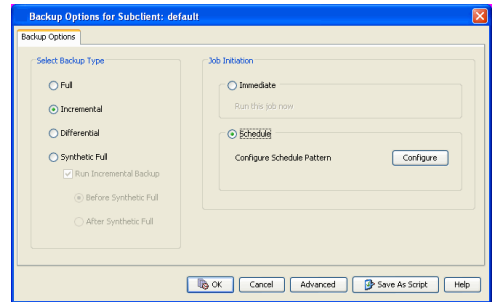 Backup Options for Subclient: default
Backup Options
Select Backup Type
Full
Incremental
Differential
Synthetic Full
Run Incremental Backup
Before Synthetic Full
After Synthetic Full
Job Initiation
Immediate
Run this job now
Schedule
Configure Schedule Pattern
Configure
OK
Cancel
Advanced
Save As Script
Help